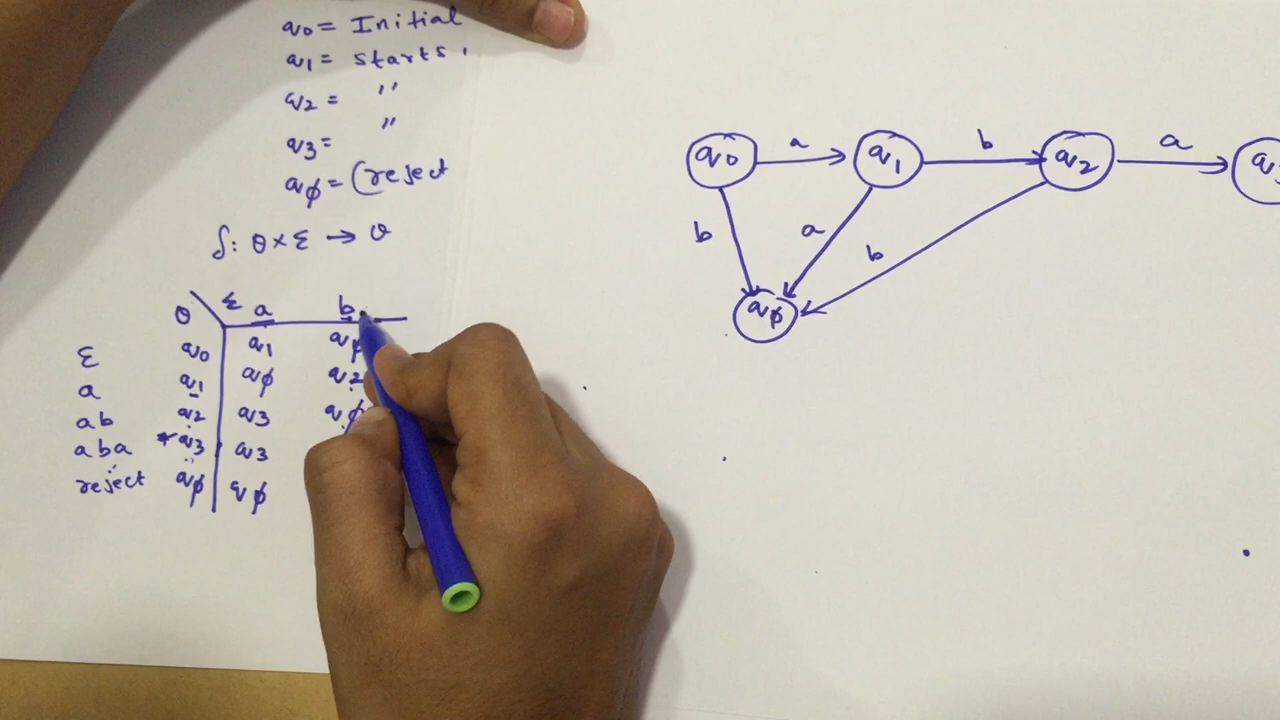 q0 = Initial
q1 = starts
q2 = "
q3 = "
qϕ = (reject
δ: Q×Σ → Q
Q Σ a b
ε q0 q1 qϕ
a q1 qϕ q2
ab q2 q3 qϕ
aba *q3 q3
reject qϕ qϕ
q0 a q1 b q2 a q3
b a b
qϕ